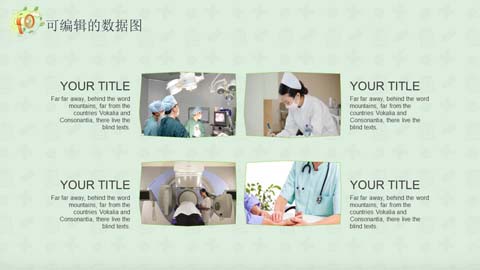 可编辑的数据图
YOUR TITLE
Far far away, behind the word
mountains, far from the
countries Vokalia and
Consonantia, there live the
blind texts.
YOUR TITLE
Far far away, behind the word
mountains, far from the
countries Vokalia and
Consonantia, there live the
blind texts.
YOUR TITLE
Far far away, behind the word
mountains, far from the
countries Vokalia and
Consonantia, there live the
blind texts.
YOUR TITLE
Far far away, behind the word
mountains, far from the
countries Vokalia and
Consonantia, there live the
blind texts.